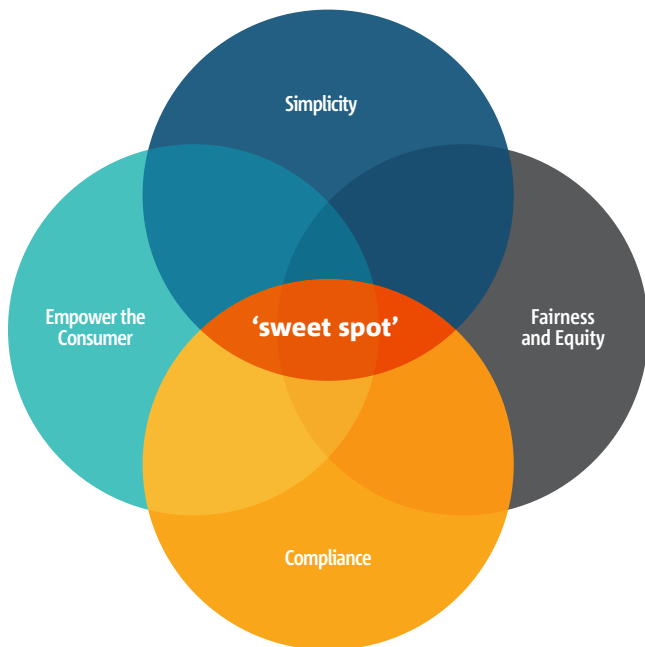 Simplicity
Empower the
Consumer
‘sweet spot’
Fairness
and Equity
Compliance